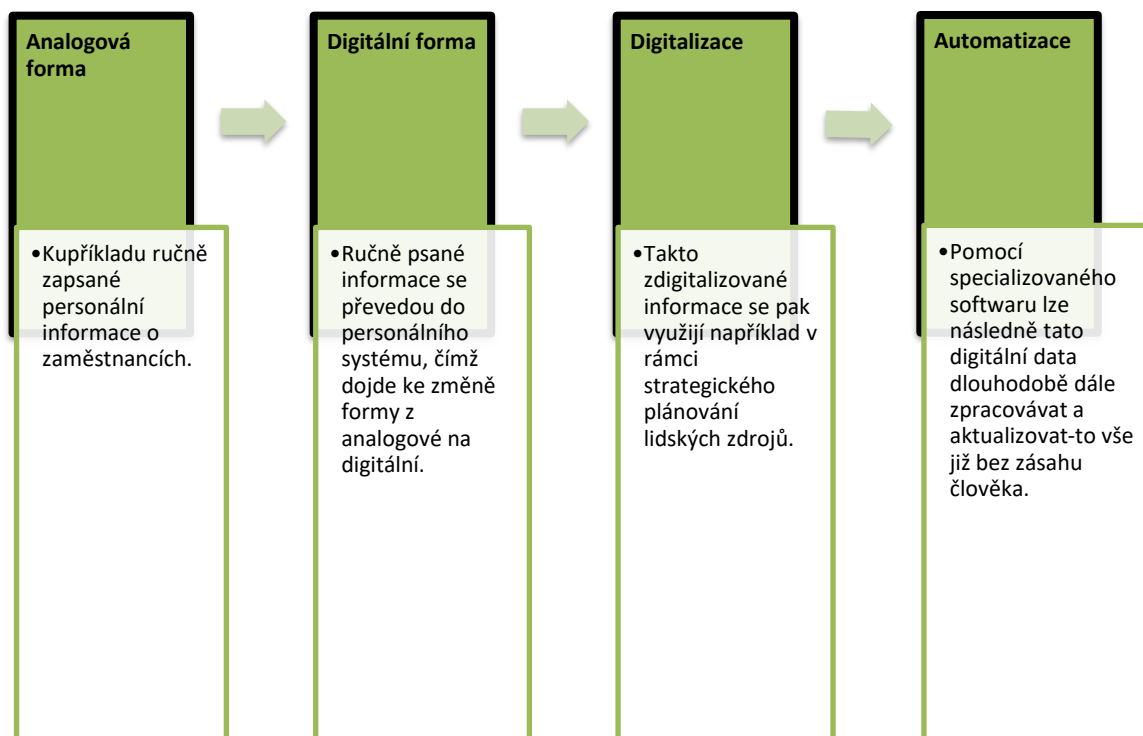 Analogová
forma
•Kupříkladu ručně
zapsané
personální
informace o
zaměstnancích.
Digitální forma
•Ručně psané
informace se
převedou do
personálního
systému, čímž
dojde ke změně
formy z
analogové na
digitální.
Digitalizace
•Takto
zdigitalizované
informace se pak
využijí například v
rámci
strategického
plánování
lidských zdrojů.
Automatizace
•Pomocí
specializovaného
softwaru lze
následně tato
digitální data
dlouhodobě dále
zpracovávat a
aktualizovat-to vše
již bez zásahu
člověka.